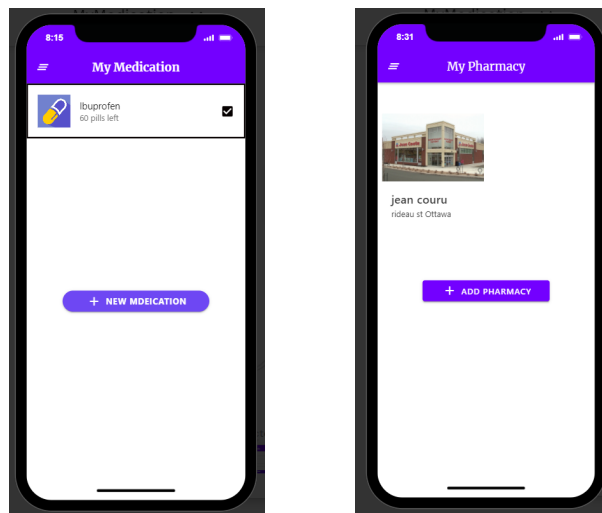 8:15
My Medication
Ibuprofen
60 pills left
+ NEW MDEICATION
8:31
My Pharmacy
jean couru
rideau st Ottawa
+ ADD PHARMACY